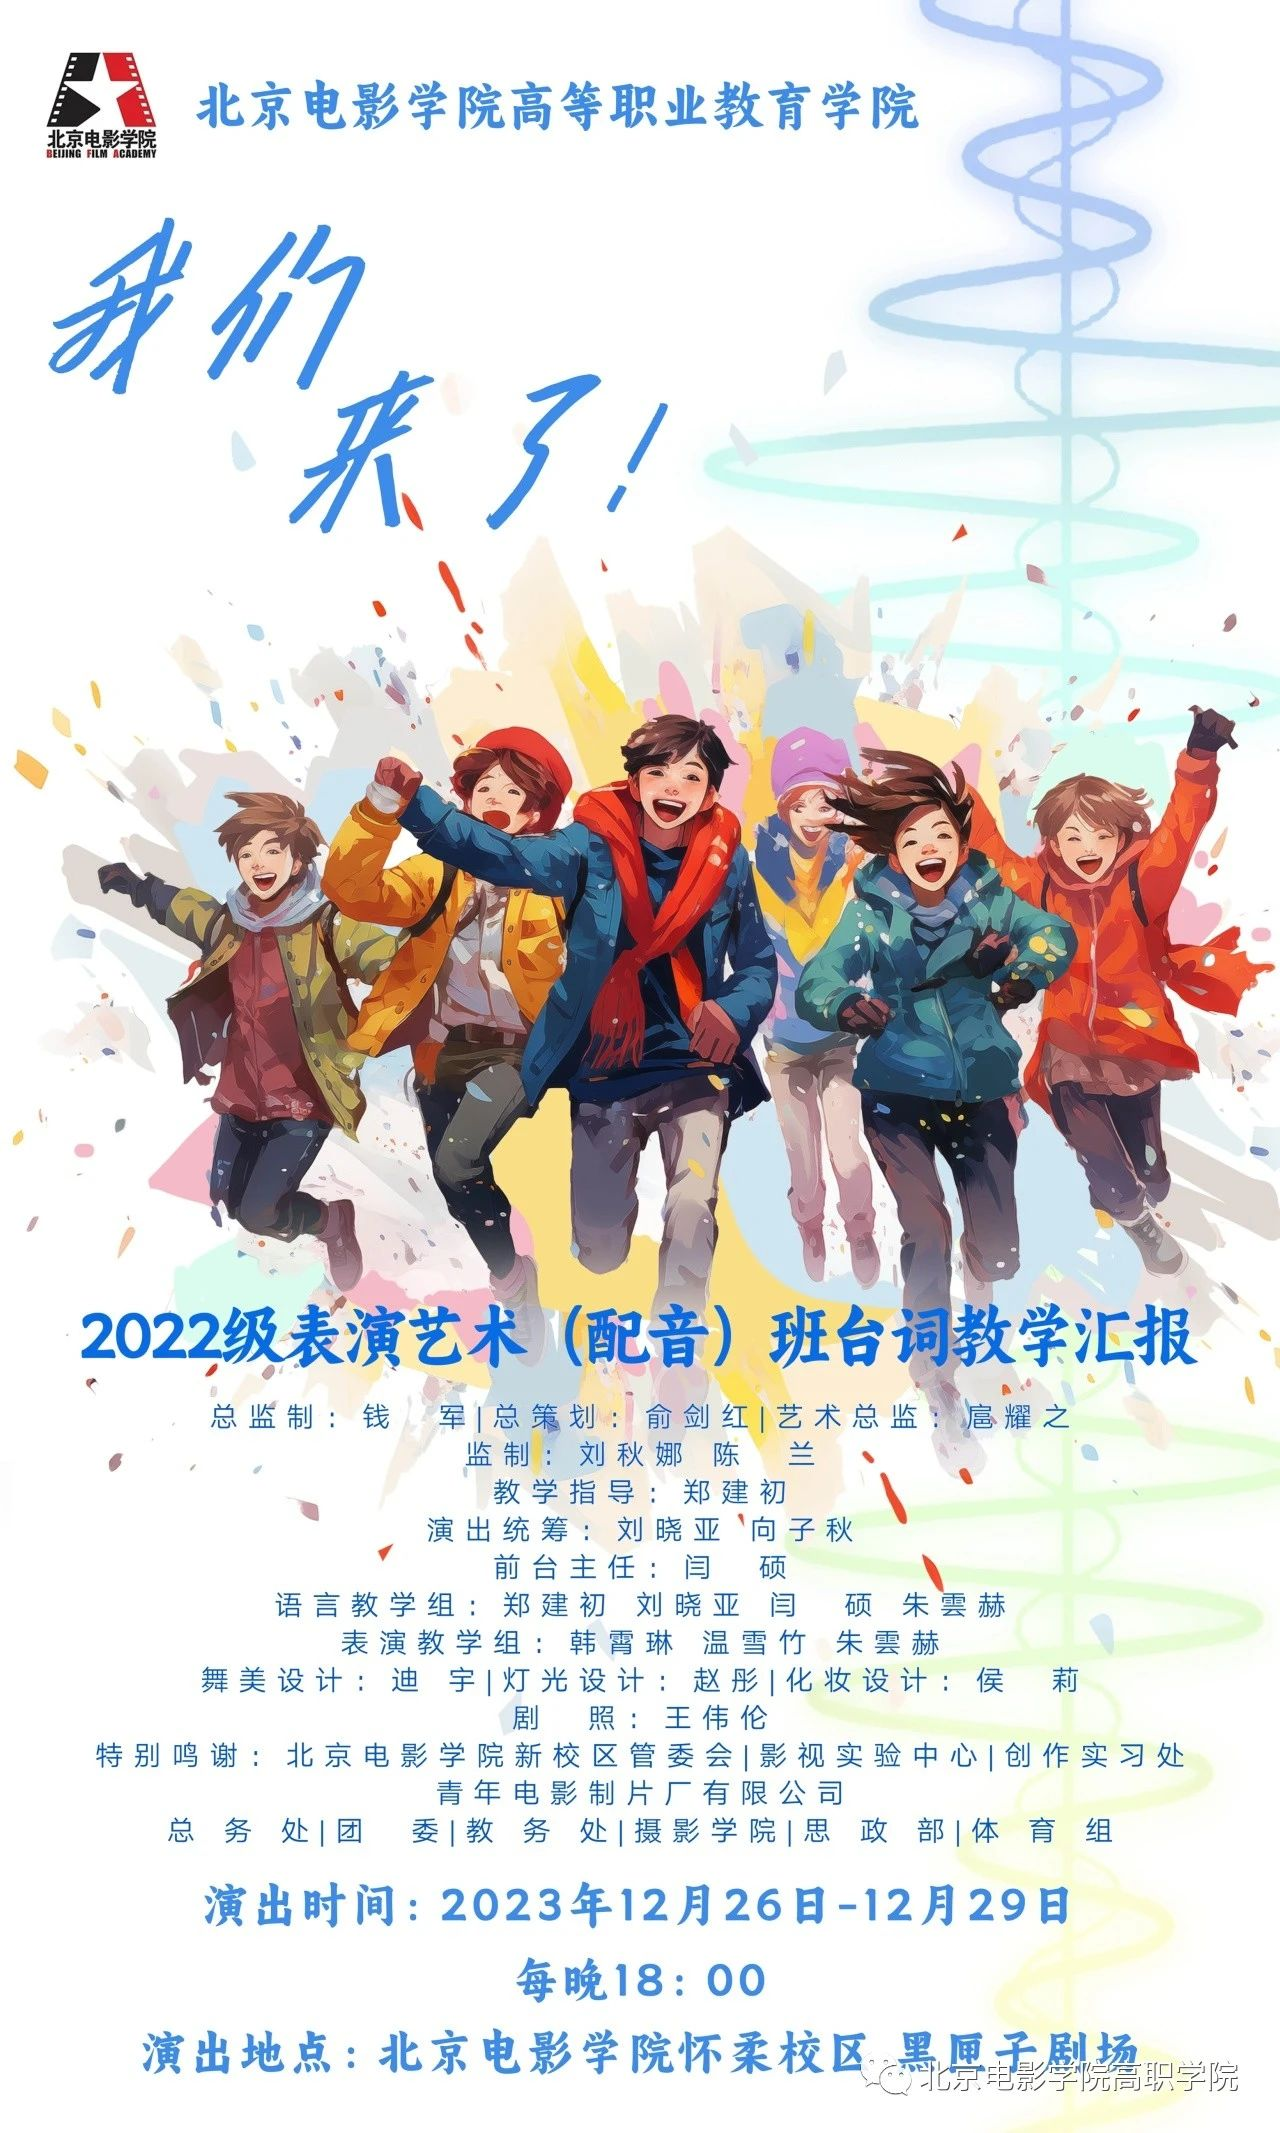 北京电影学院
BEIJING FILM ACADEMY
北京电影学院高等职业教育学院
我们
来了!
2022级表演艺术（配音）班台词教学汇报
总监制：钱 军|总策划：俞剑红|艺术总监：扈耀之
监制：刘秋娜 陈 兰
教学指导：郑建初
演出统筹：刘晓亚 向子秋
前台主任：闫 硕
语言教学组：郑建初 刘晓亚 闫 硕 朱雲赫
表演教学组：韩霄琳 温雪竹 朱雲赫
舞美设计：迪 宇|灯光设计：赵彤|化妆设计：侯 莉
剧 照：王伟伦
特别鸣谢：北京电影学院新校区管委会|影视实验中心|创作实习处
青年电影制片厂有限公司
总 务 处|团 委|教 务 处|摄影学院|思 政 部|体 育 组
演出时间：2023年12月26日-12月29日
每晚18：00
演出地点：北京电影学院怀柔校区 黑匣子剧场
北京电影学院高职学院